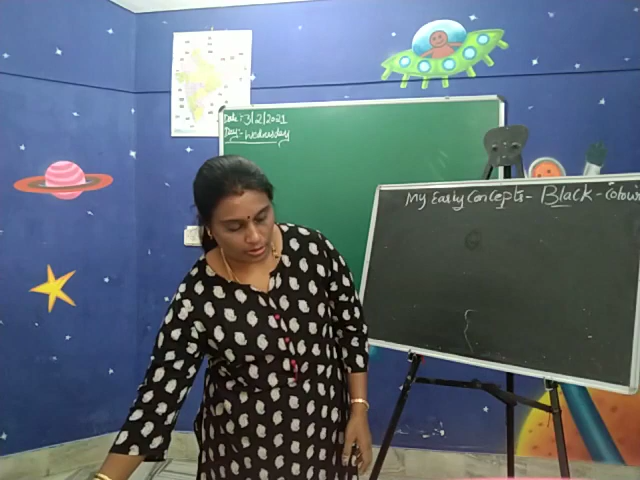 Date: 3/2/2021
Day:- Wednesday
My Early Concepts- Black - Colour